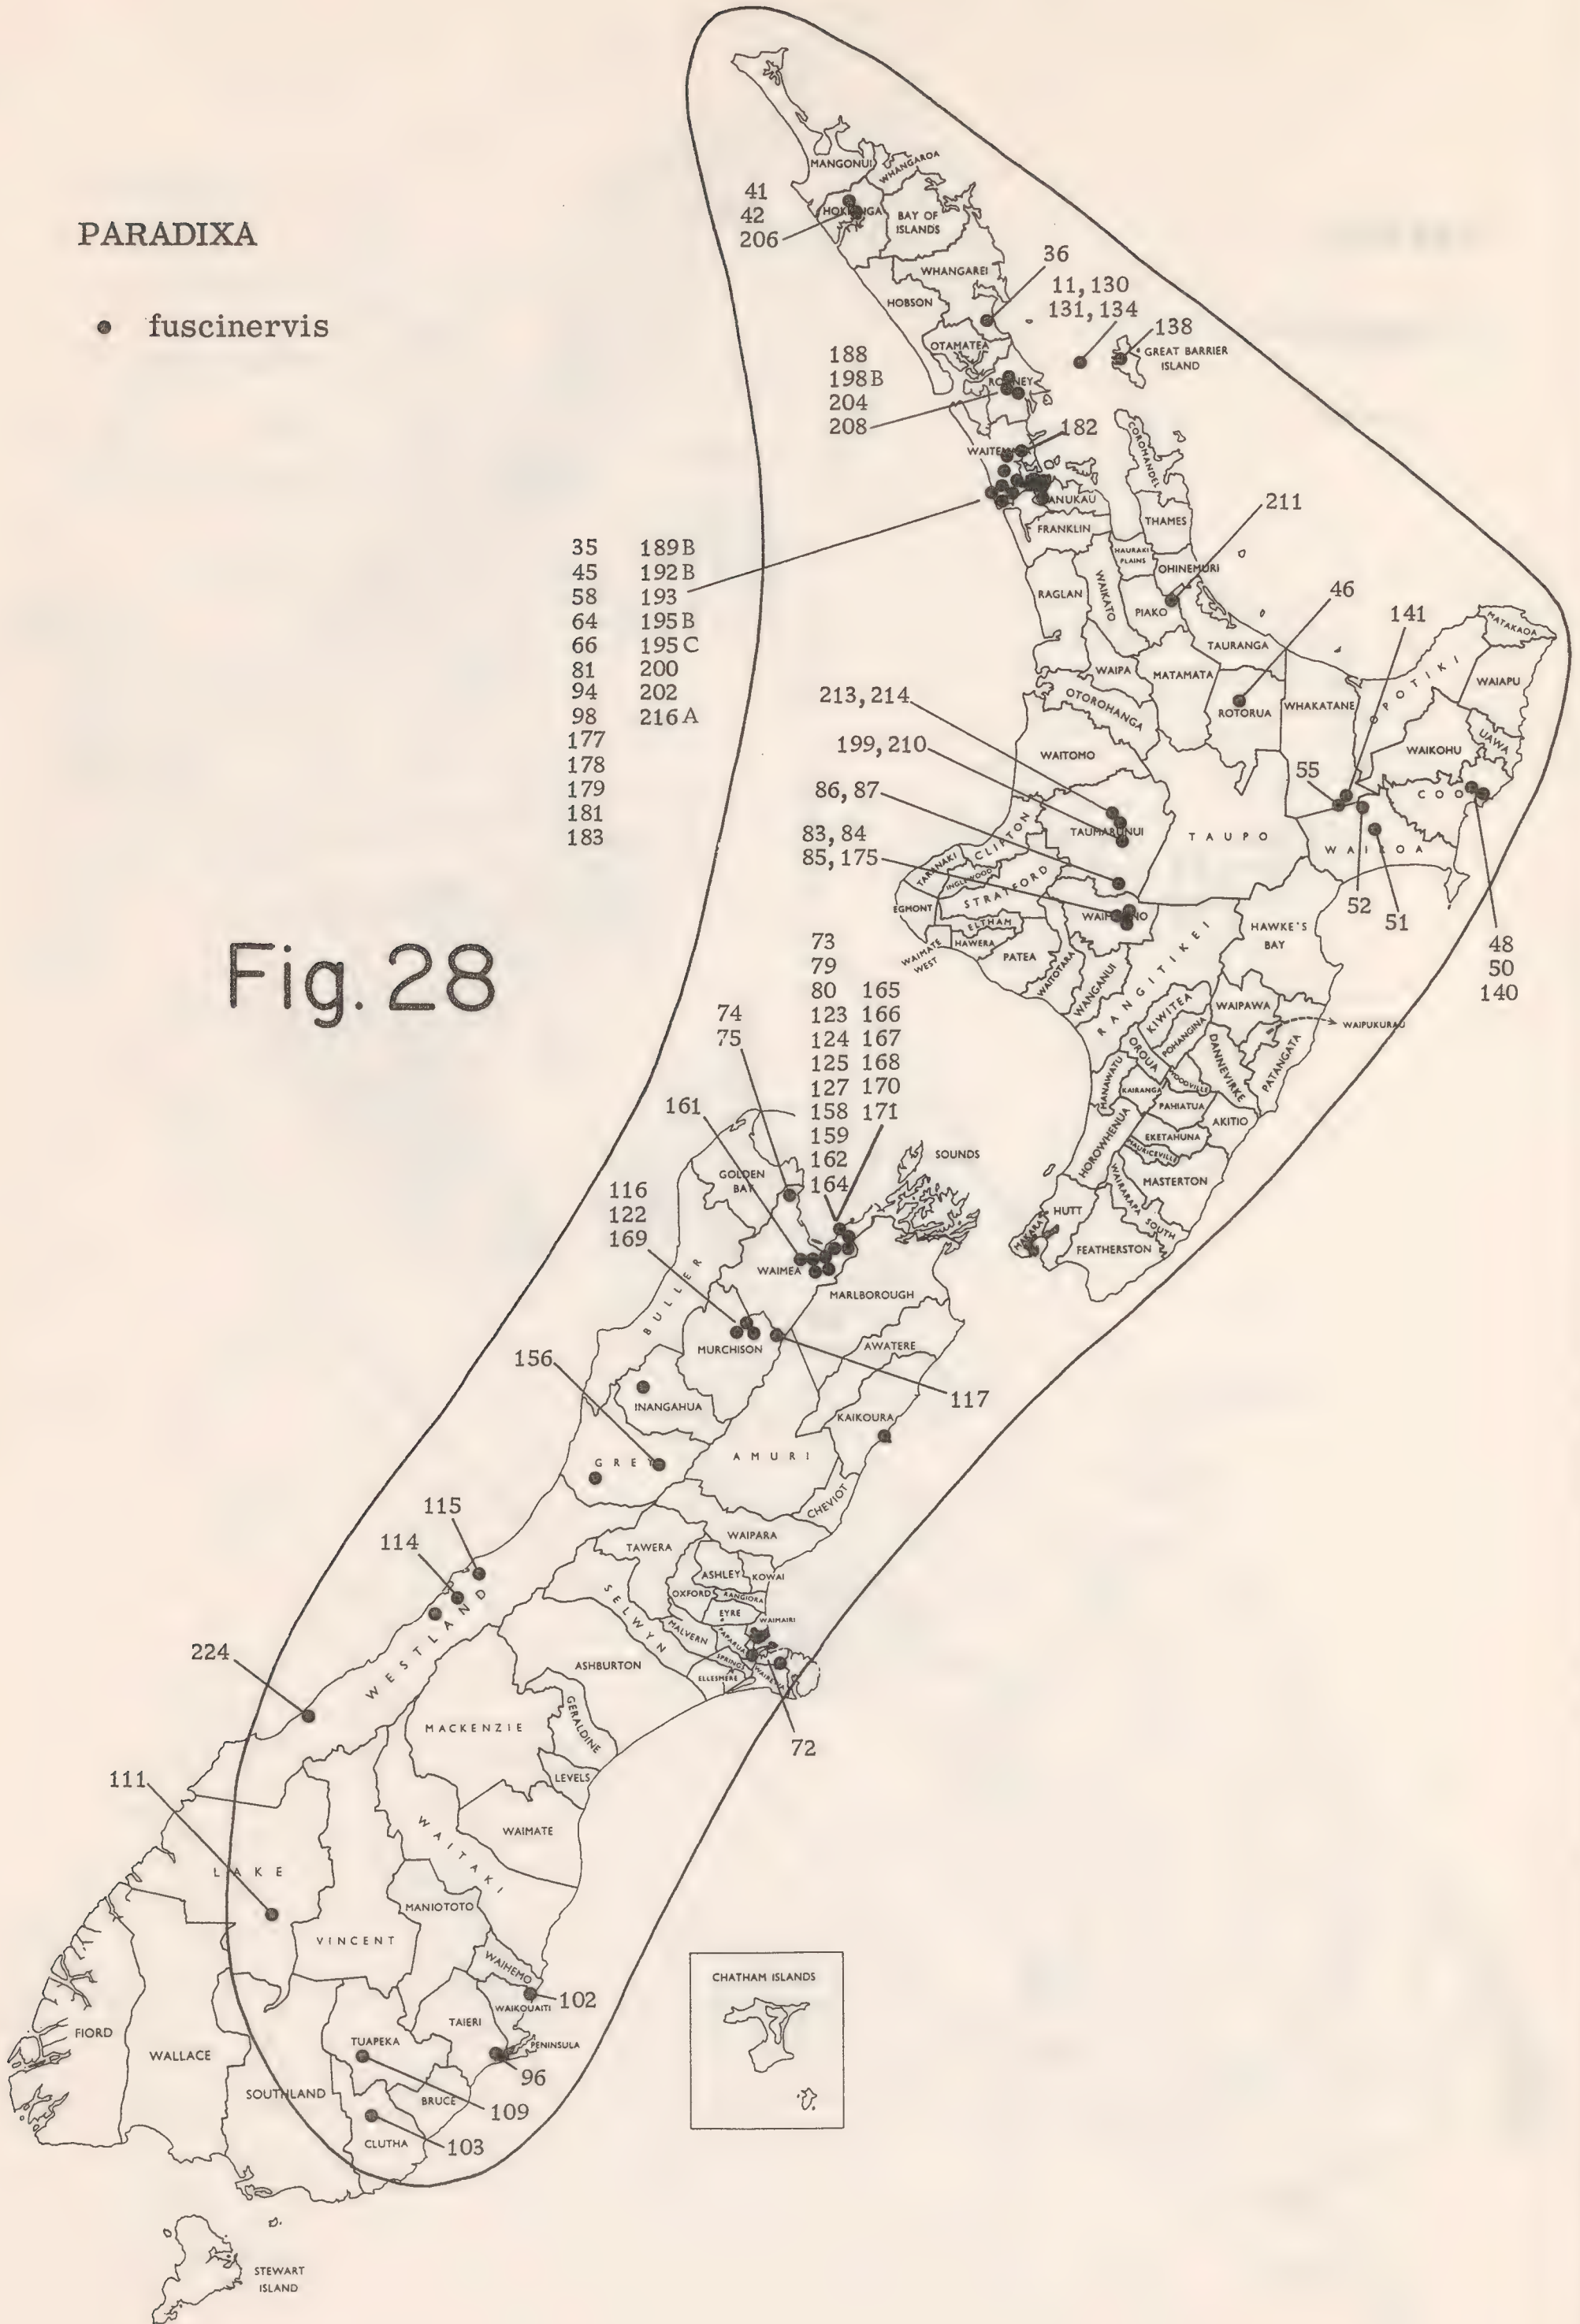 PARADIXA
fuscinervis
Fig. 28
MANGONUI
WHANGAROA
41
42
206
BAY OF
ISLANDS
WHANGAREI
HOBSON
36
11, 130
131, 134
138
GREAT BARRIER
ISLAND
OTAMATEA
188
198B
204
208
182
COROMANDEL
FRANKLIN
THAMES
HAURAKI
PLAINS
OHINEMURI
211
35 189B
45 192B
58 193
64 195B
66 195C
81 200
94 202
98 216A
177
178
179
181
183
RAGLAN
WAIKATO
PIAKO
46
141
MATAKAOA
TAURANGA
WAIPA
MATAMATA
OPOTIKI
WAIAPU
213, 214
OTOROHANGA
ROTORUA
WHAKATANE
UAWA
199, 210
WAITOMO
WAIKOHU
55
86, 87
COO
83, 84
85, 175
TAUMARUNUI
TAUPO
CLIFTON
TARANAKI
INGLEWOOD
STRATFORD
EGMONT
ELTHAM
HAWERA
WAIMATE
WEST
PATEA
WAITOTARA
WANGANUI
RANGITIKEI
HAWKE'S
BAY
52
51
48
50
140
73
79
80 165
123 166
124 167
125 168
127 170
158 171
159
162
164
74
75
161
KIWITEA
WAIPAWA
WAIPUKURAU
POHANGINA
OROUA
DANNEVIRKE
PATANGATA
MANAWATU
KAIRANGA
WOODVILLE
PAHIATUA
AKITIO
HOROWHENUA
EKETAHUNA
MAURICEVILLE
MASTERTON
WAIRARAPA
SOUTH
HUTT
MAKARA
FEATHERSTON
SOUNDS
GOLDEN
BAY
116
122
169
WAIMEA
BULLER
MARLBOROUGH
MURCHISON
AWATERE
156
117
INANGAHUA
KAIKOURA
GREY
AMURI
CHEVIOT
115
114
WAIPARA
TAWERA
ASHLEY
KOWAI
OXFORD
RANGIORA
EYRE
WAIMAIRI
SELWYN
MALVERN
PAPARUA
SPRINGS
ELLESMERE
WESTLAND
ASHBURTON
224
72
GERALDINE
MACKENZIE
LEVELS
111
WAIMATE
WAITAKI
LAKE
MANIOTOTO
VINCENT
WAIHEMO
102
WAIKOUAITI
CHATHAM ISLANDS
TAIERI
PENINSULA
FIORD
WALLACE
TUAPEKA
96
SOUTHLAND
BRUCE
109
CLUTHA
103
STEWART
ISLAND